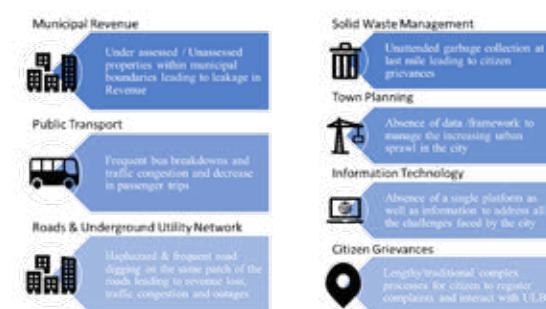 Municipal Revenue
Under assessed / Unassessed
properties within municipal
boundaries leading to leakage in
Revenue
Public Transport
Frequent bus breakdowns and
traffic congestion and decrease
in passenger trips
Roads & Underground Utility Network
Haphazard & frequent road
digging on the same patch of the
roads leading to revenue loss,
traffic congestion and outages
Solid Waste Management
Unattended garbage collection at
last mile leading to citizen
grievances
Town Planning
Absence of data /framework to
manage the increasing urban
sprawl in the city
Information Technology
Absence of a single platform as
well as information to address all
the challenges faced by the city
Citizen Grievances
Lengthy/traditional complex
processes for citizen to register
complaints and interact with ULB